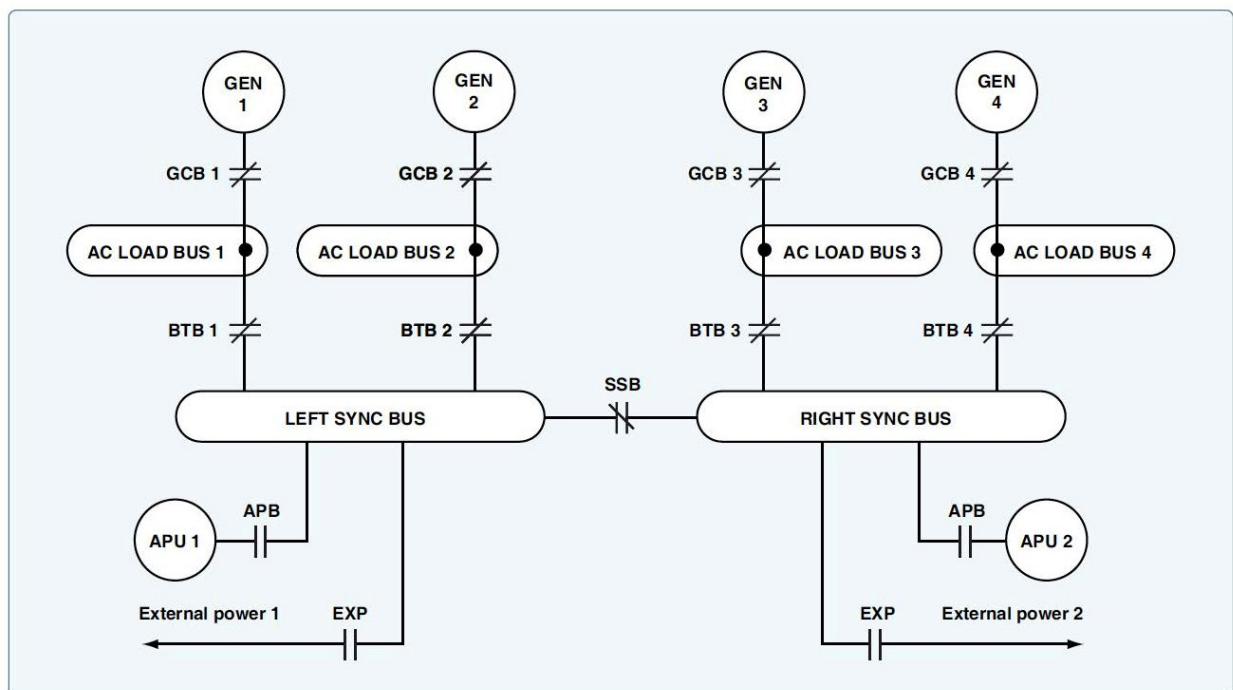 GEN
1
GEN
2
GEN
3
GEN
4
GCB 1
GCB 2
GCB 3
GCB 4
AC LOAD BUS 1
AC LOAD BUS 2
AC LOAD BUS 3
AC LOAD BUS 4
BTB 1
BTB 2
BTB 3
BTB 4
SSB
LEFT SYNC BUS
RIGHT SYNC BUS
APB
APB
APU 1
APU 2
External power 1
EXP
EXP
External power 2